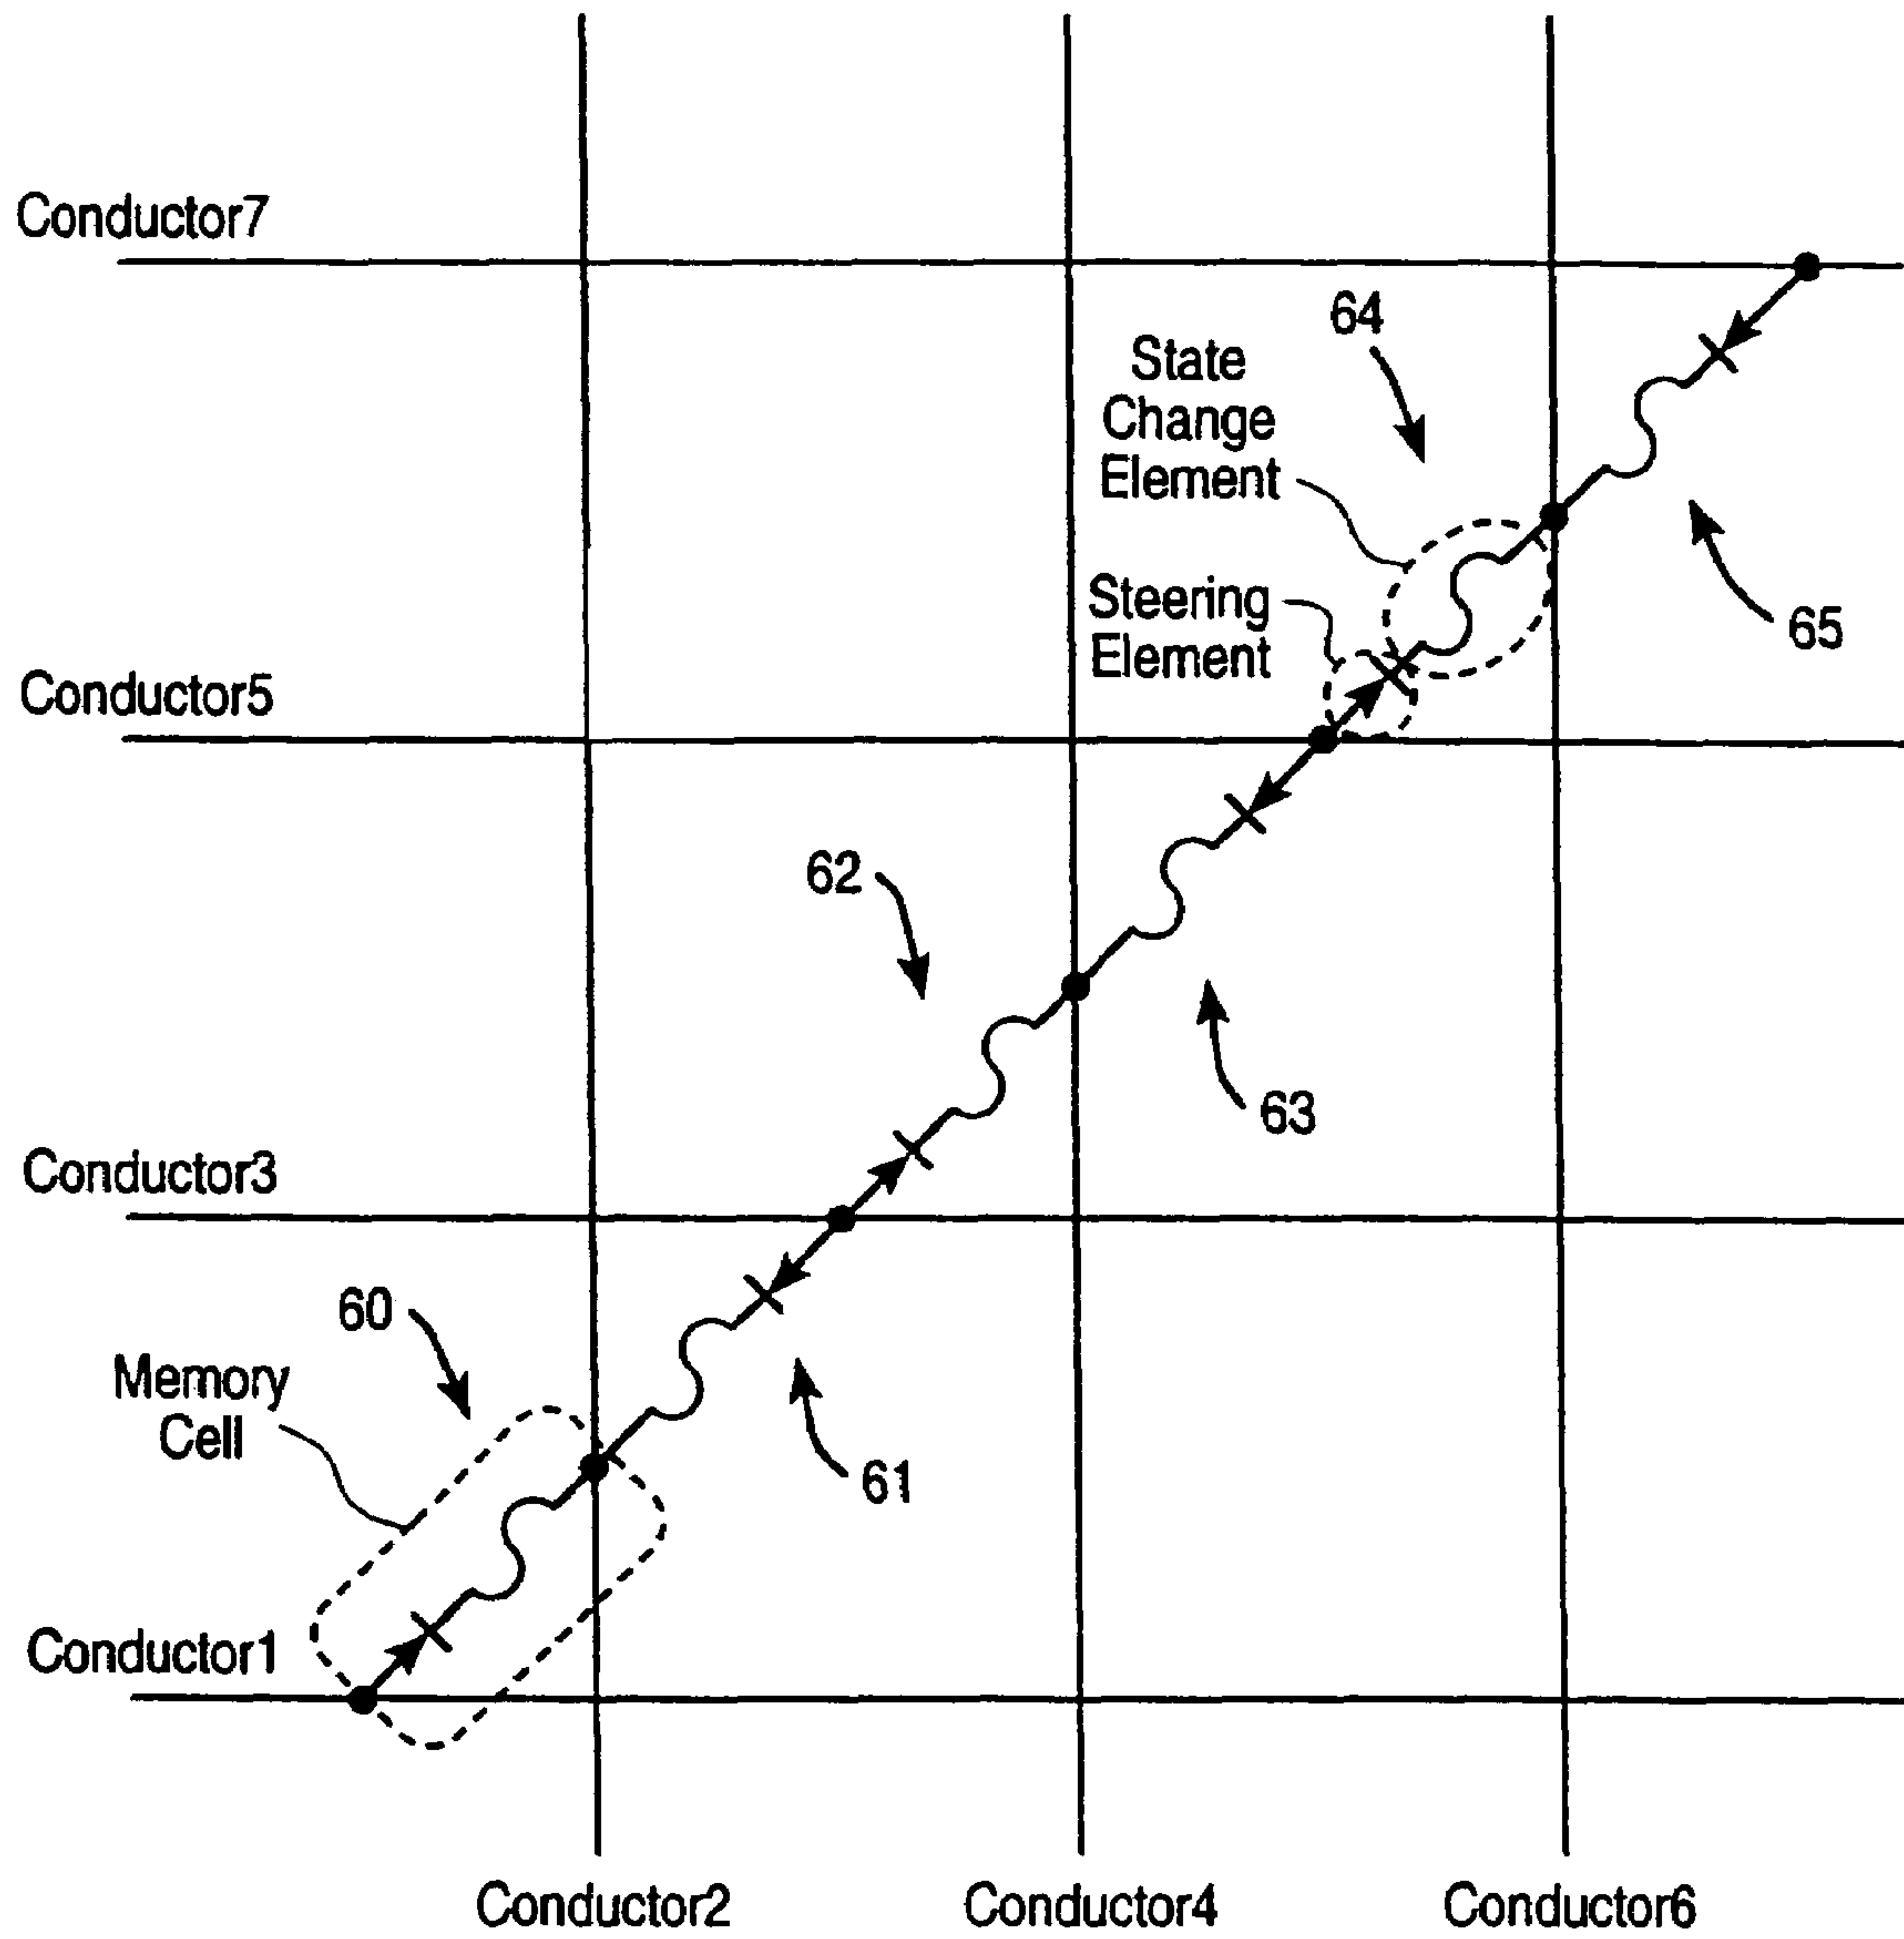 Conductor7
64
State
Change
Element
Steering
Element
65
Conductor5
62
63
Conductor3
60
Memory
Cell
61
Conductor1
Conductor2
Conductor4
Conductor6